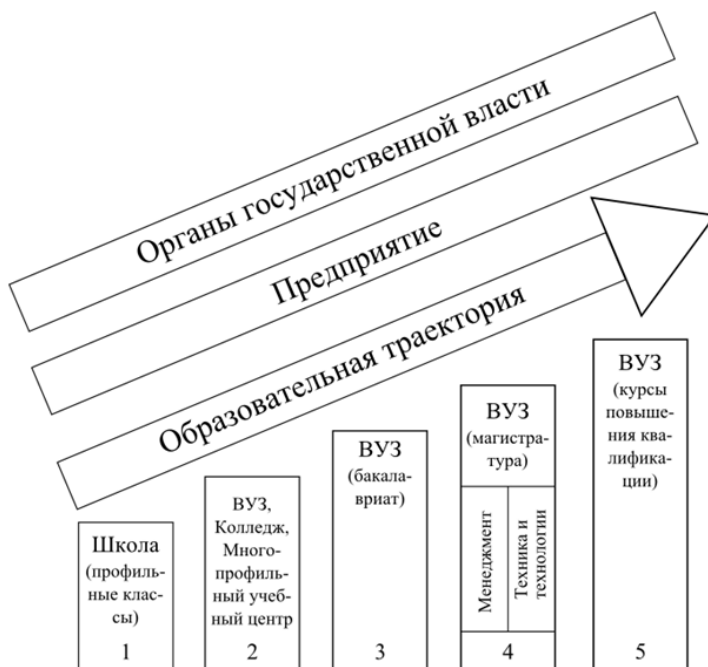 Органы государственной власти
Предприятие
Образовательная траектория
Школа
(профиль-
ные клас-
сы)
1
ВУЗ,
Колледж,
Много-
профиль-
ный учеб-
ный центр
2
ВУЗ
(бакала-
вриат)
3
ВУЗ
(магистра-
тура)
Менеджмент
Техника и
технологии
4
ВУЗ
(курсы
повыше-
ния ква-
лифика-
ции)
5